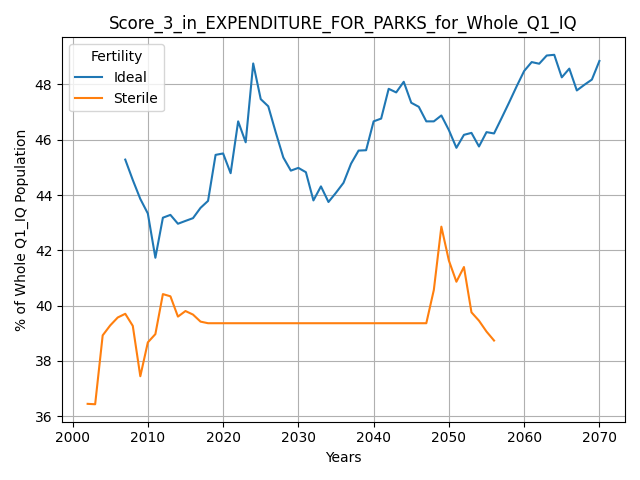 Score_3_in_EXPENDITURE_FOR_PARKS_for_Whole_Q1_IQ
Fertility
Ideal
Sterile
% of Whole Q1_IQ Population
48
46
44
42
40
38
36
2000 2010 2020 2030 2040 2050 2060 2070
Years